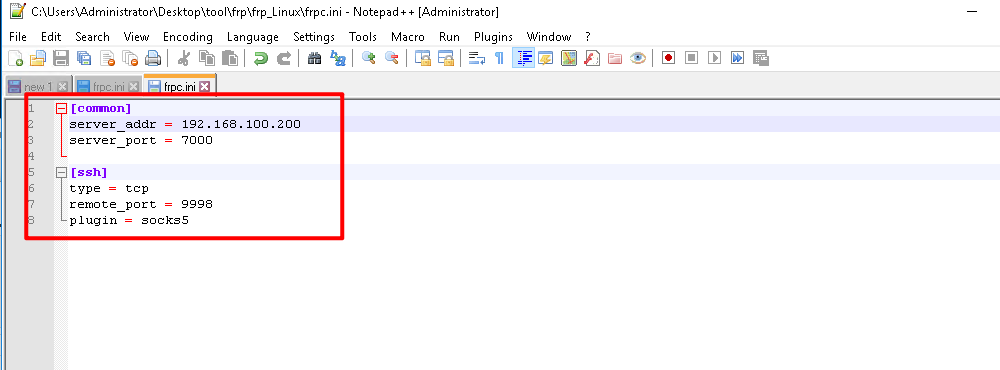 C:\Users\Administrator\Desktop\tool\frp\frp_Linux\frpc.ini - Notepad++ [Administrator]
File Edit Search View Encoding Language Settings Tools Macro Run Plugins Window ?
new 1 frpc.ini frpc.ini
1 [common]
2 server_addr = 192.168.100.200
3 server_port = 7000
4
5 [ssh]
6 type = tcp
7 remote_port = 9998
8 plugin = socks5